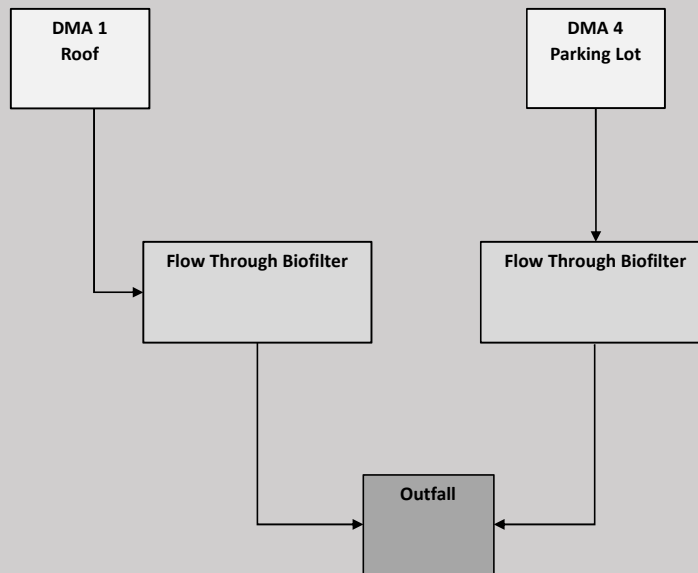 DMA 1
Roof
DMA 4
Parking Lot
Flow Through Biofilter
Flow Through Biofilter
Outfall